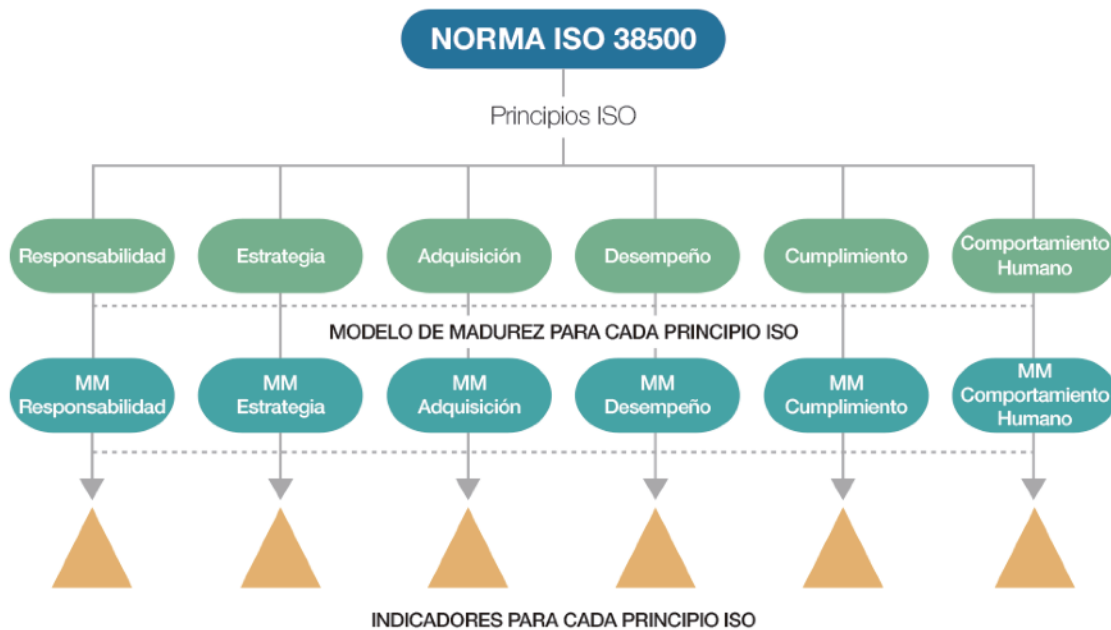 NORMA ISO 38500
Principios ISO
Responsabilidad
Estrategia
Adquisición
Desempeño
Cumplimiento
Comportamiento
Humano
MODELO DE MADUREZ PARA CADA PRINCIPIO ISO
MM
Responsabilidad
MM
Estrategia
MM
Adquisición
MM
Desempeño
MM
Cumplimiento
MM
Comportamiento
Humano
INDICADORES PARA CADA PRINCIPIO ISO